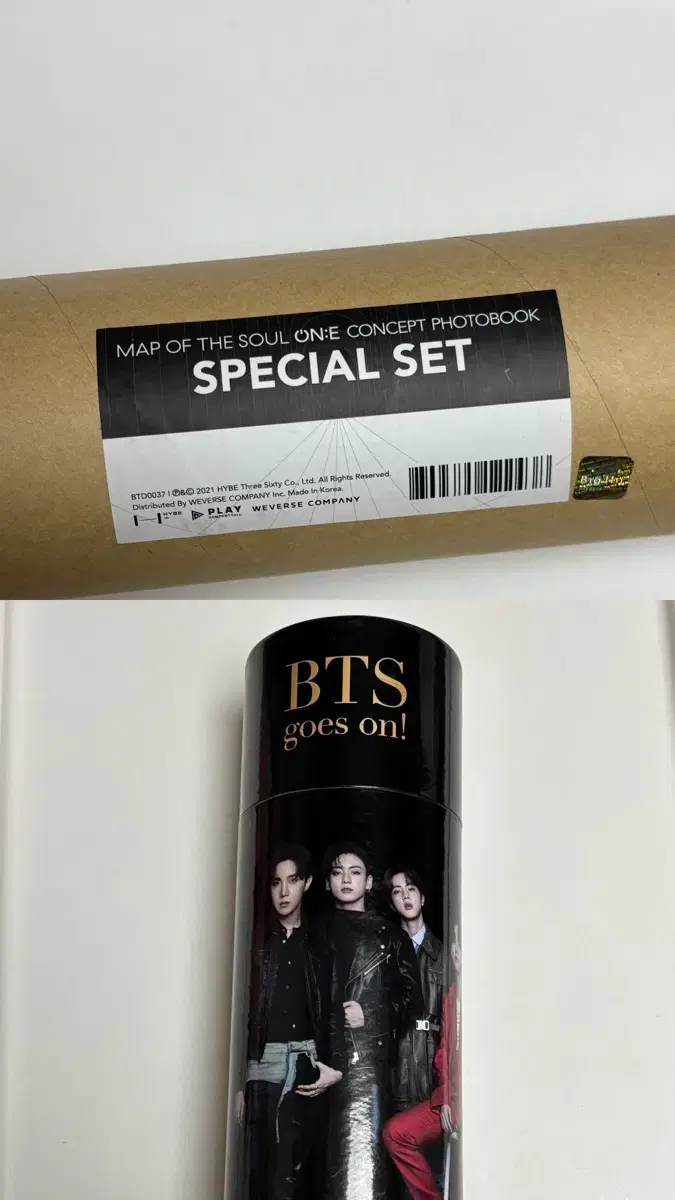 MAP OF THE SOUL ON:E CONCEPT PHOTOBOOK
SPECIAL SET
BTD0037 | ℗&© 2021 HYBE Three Sixty Co., Ltd. All Rights Reserved.
Distributed By WEVERSE COMPANY Inc. Made In Korea.
HYBE
PLAY
WEVERSE COMPANY
BTS
goes on!